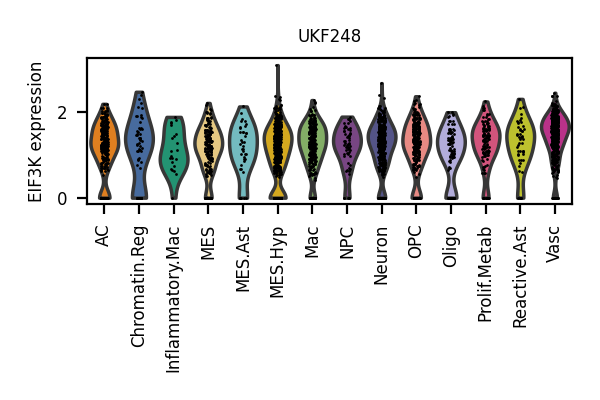 UKF248
EIF3K expression
2
0
AC
Chromatin.Reg
Inflammatory.Mac
MES
MES.Ast
MES.Hyp
Mac
NPC
Neuron
OPC
Oligo
Prolif.Metab
Reactive.Ast
Vasc